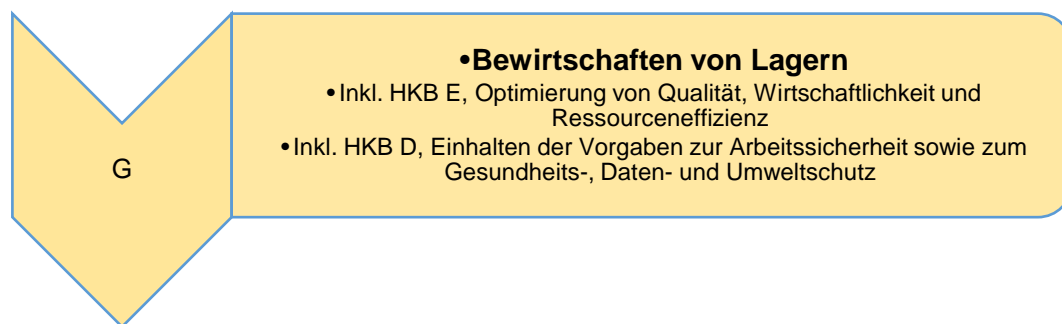 G
•Bewirtschaften von Lagern
•Inkl. HKB E, Optimierung von Qualität, Wirtschaftlichkeit und
Ressourceneffizienz
•Inkl. HKB D, Einhalten der Vorgaben zur Arbeitssicherheit sowie zum
Gesundheits-, Daten- und Umweltschutz